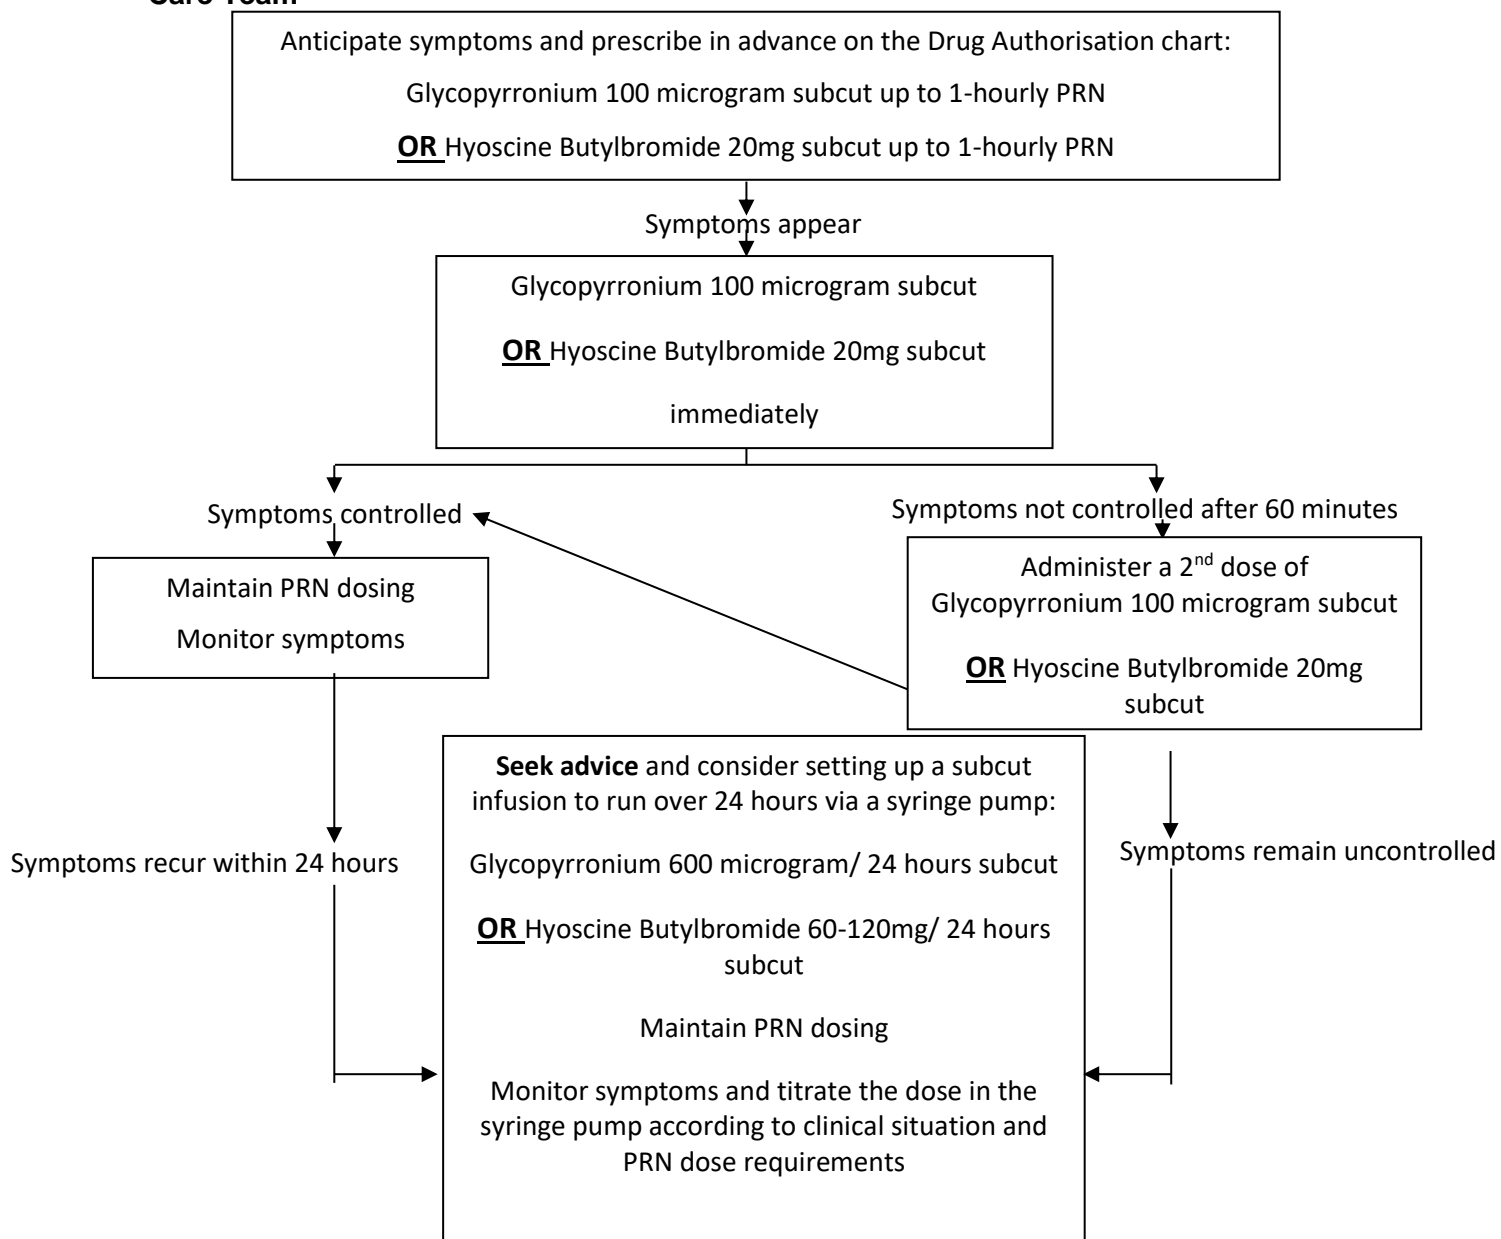 Care Team
Anticipate symptoms and prescribe in advance on the Drug Authorisation chart:
Glycopyrronium 100 microgram subcut up to 1-hourly PRN
OR Hyoscine Butylbromide 20mg subcut up to 1-hourly PRN
Symptoms appear
Glycopyrronium 100 microgram subcut
OR Hyoscine Butylbromide 20mg subcut
immediately
Symptoms controlled
Symptoms not controlled after 60 minutes
Maintain PRN dosing
Monitor symptoms
Administer a 2nd dose of
Glycopyrronium 100 microgram subcut
OR Hyoscine Butylbromide 20mg
subcut
Symptoms recur within 24 hours
Symptoms remain uncontrolled
Seek advice and consider setting up a subcut
infusion to run over 24 hours via a syringe pump:
Glycopyrronium 600 microgram/ 24 hours subcut
OR Hyoscine Butylbromide 60-120mg/ 24 hours
subcut
Maintain PRN dosing
Monitor symptoms and titrate the dose in the
syringe pump according to clinical situation and
PRN dose requirements